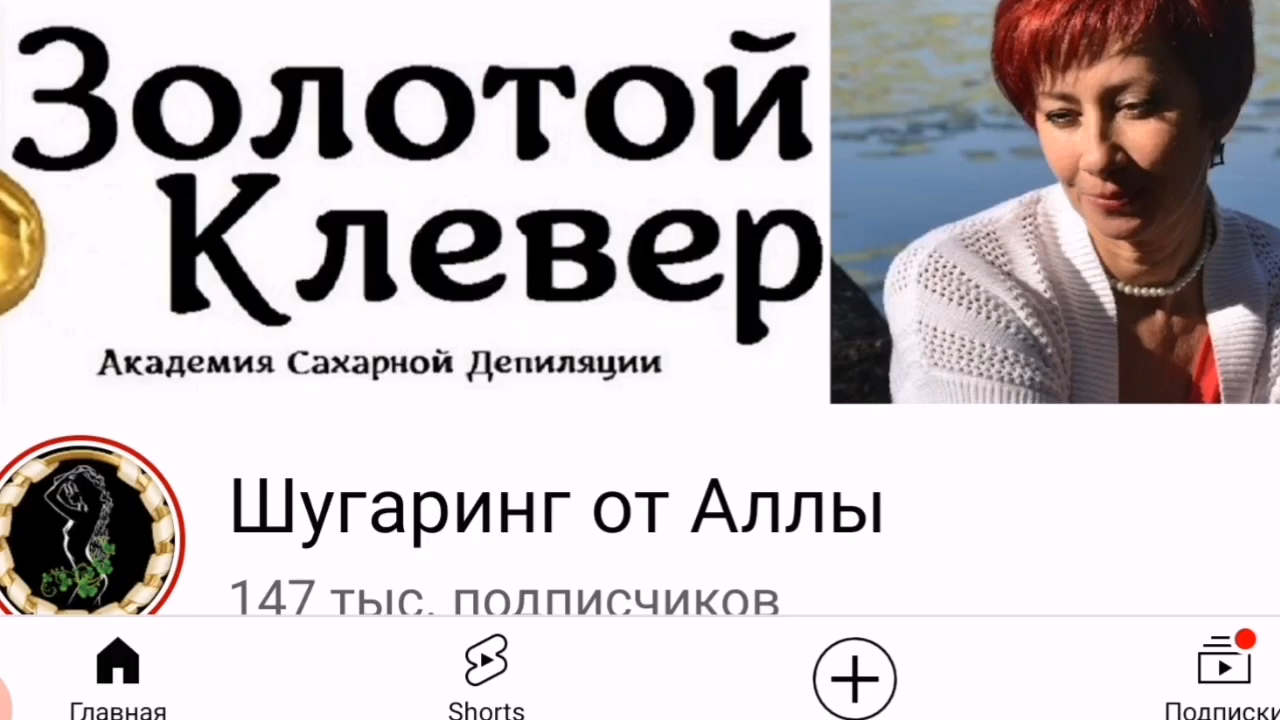 Золотой
Клевер
Академия Сахарной Депиляции
Шугаринг от Аллы
147 тыс. подписчиков
Главная
Shorts
Подписки